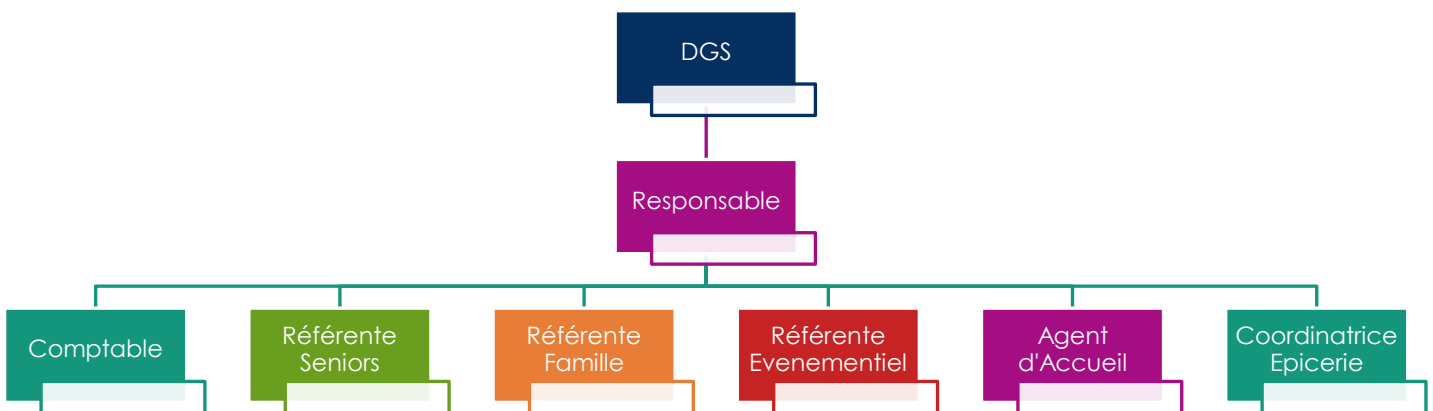 DGS
Responsable
Comptable
Référente
Seniors
Référente
Famille
Référente
Evenementiel
Agent
d'Accueil
Coordinatrice
Epicerie